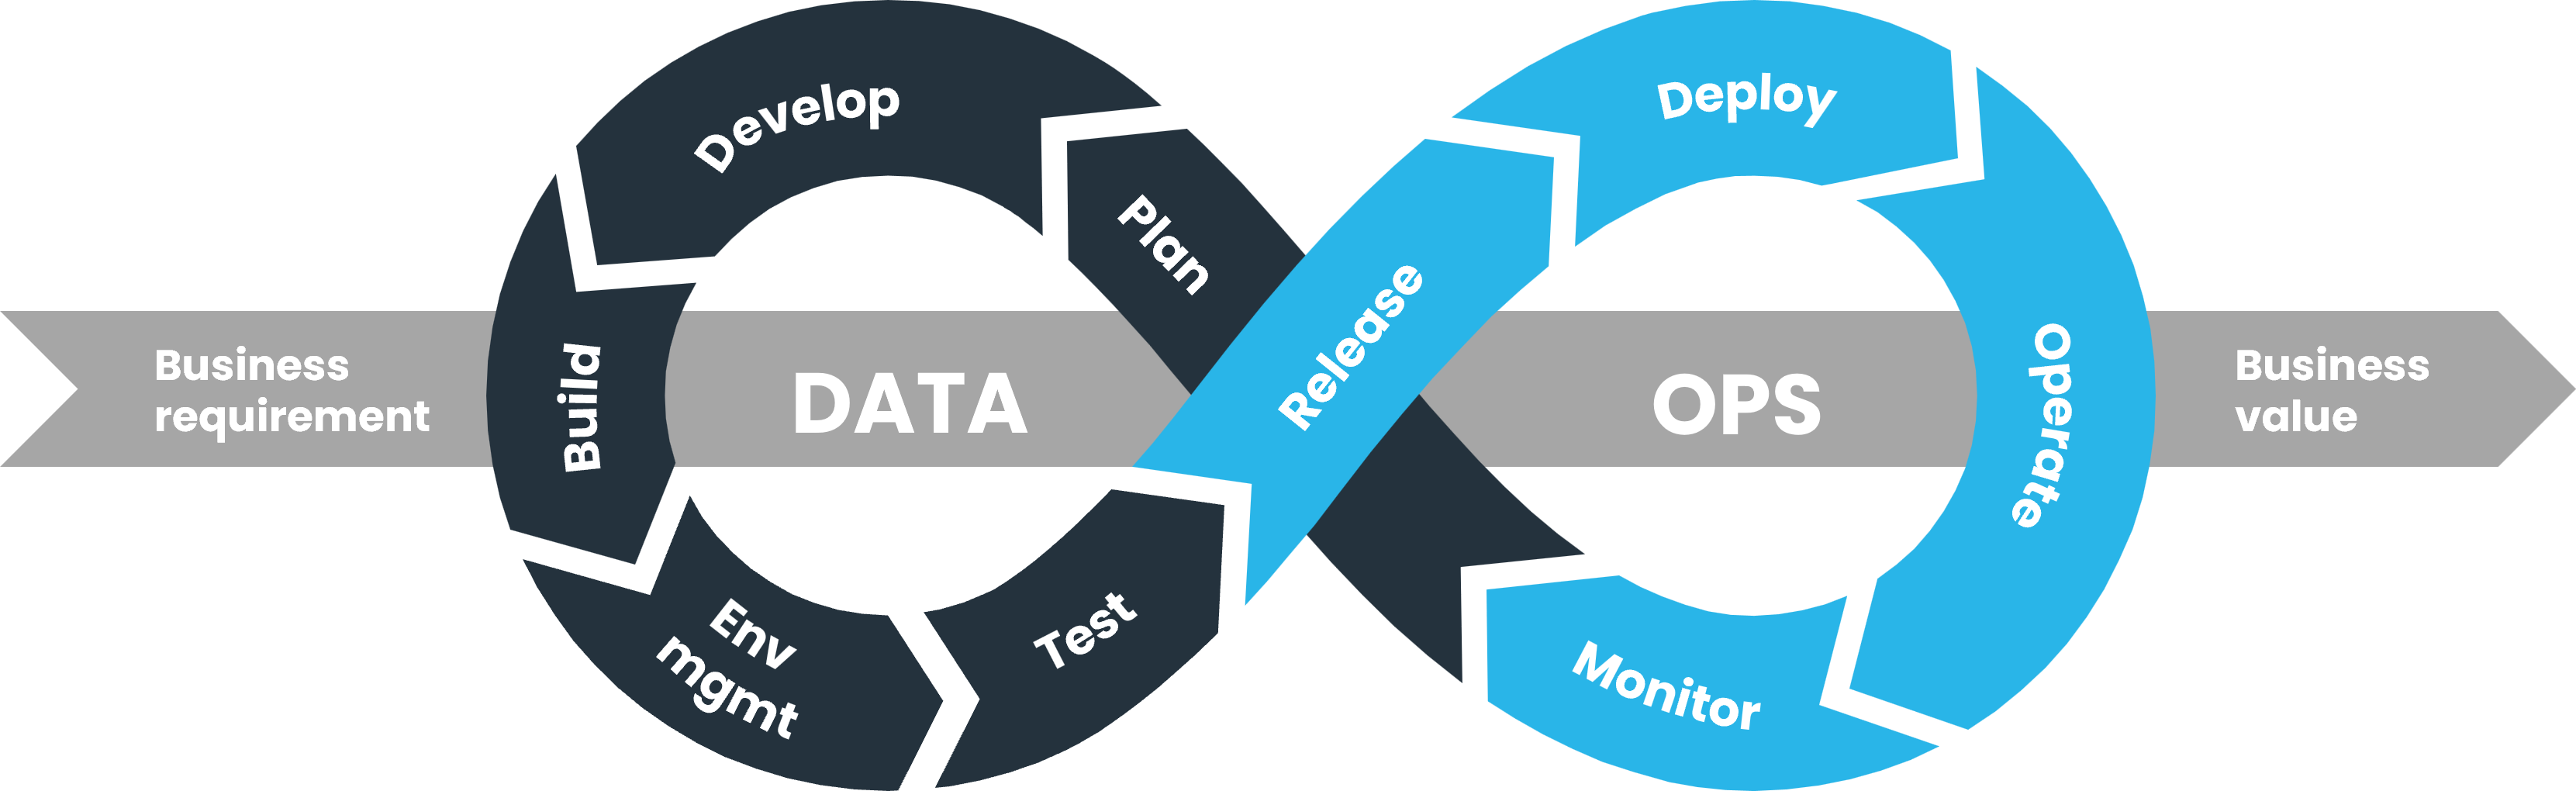 Business
requirement
DATA
Plan
Develop
Build
Env
mgmt
Test
Release
Deploy
Operate
Monitor
OPS
Business
value